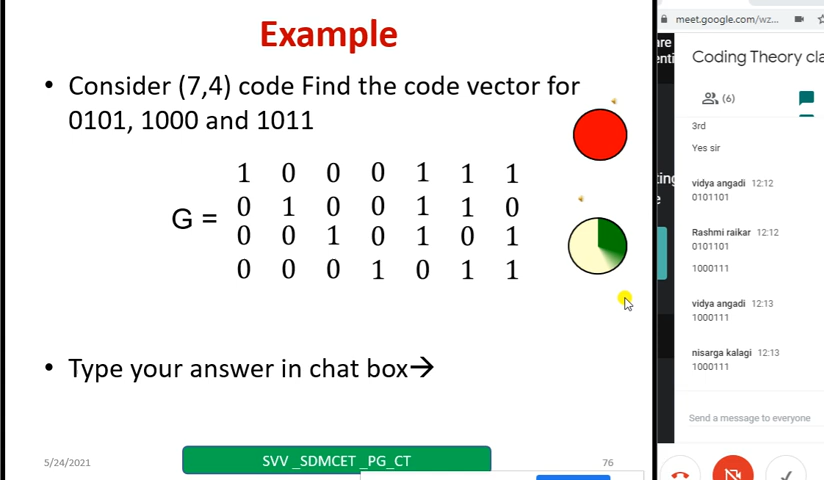 Example
• Consider (7,4) code Find the code vector for
0101, 1000 and 1011
G =
1 0 0 0 1 1 1
0 1 0 0 1 1 0
0 0 1 0 1 0 1
0 0 0 1 0 1 1
• Type your answer in chat box→
5/24/2021
SVV _SDMCET _PG_CT
76
meet.google.com/wz...
Coding Theory cla
(6)
3rd
Yes sir
vidya angadi 12:12
0101101
Rashmi raikar 12:12
0101101
1000111
vidya angadi 12:13
1000111
nisarga kalagi 12:13
1000111
Send a message to everyone